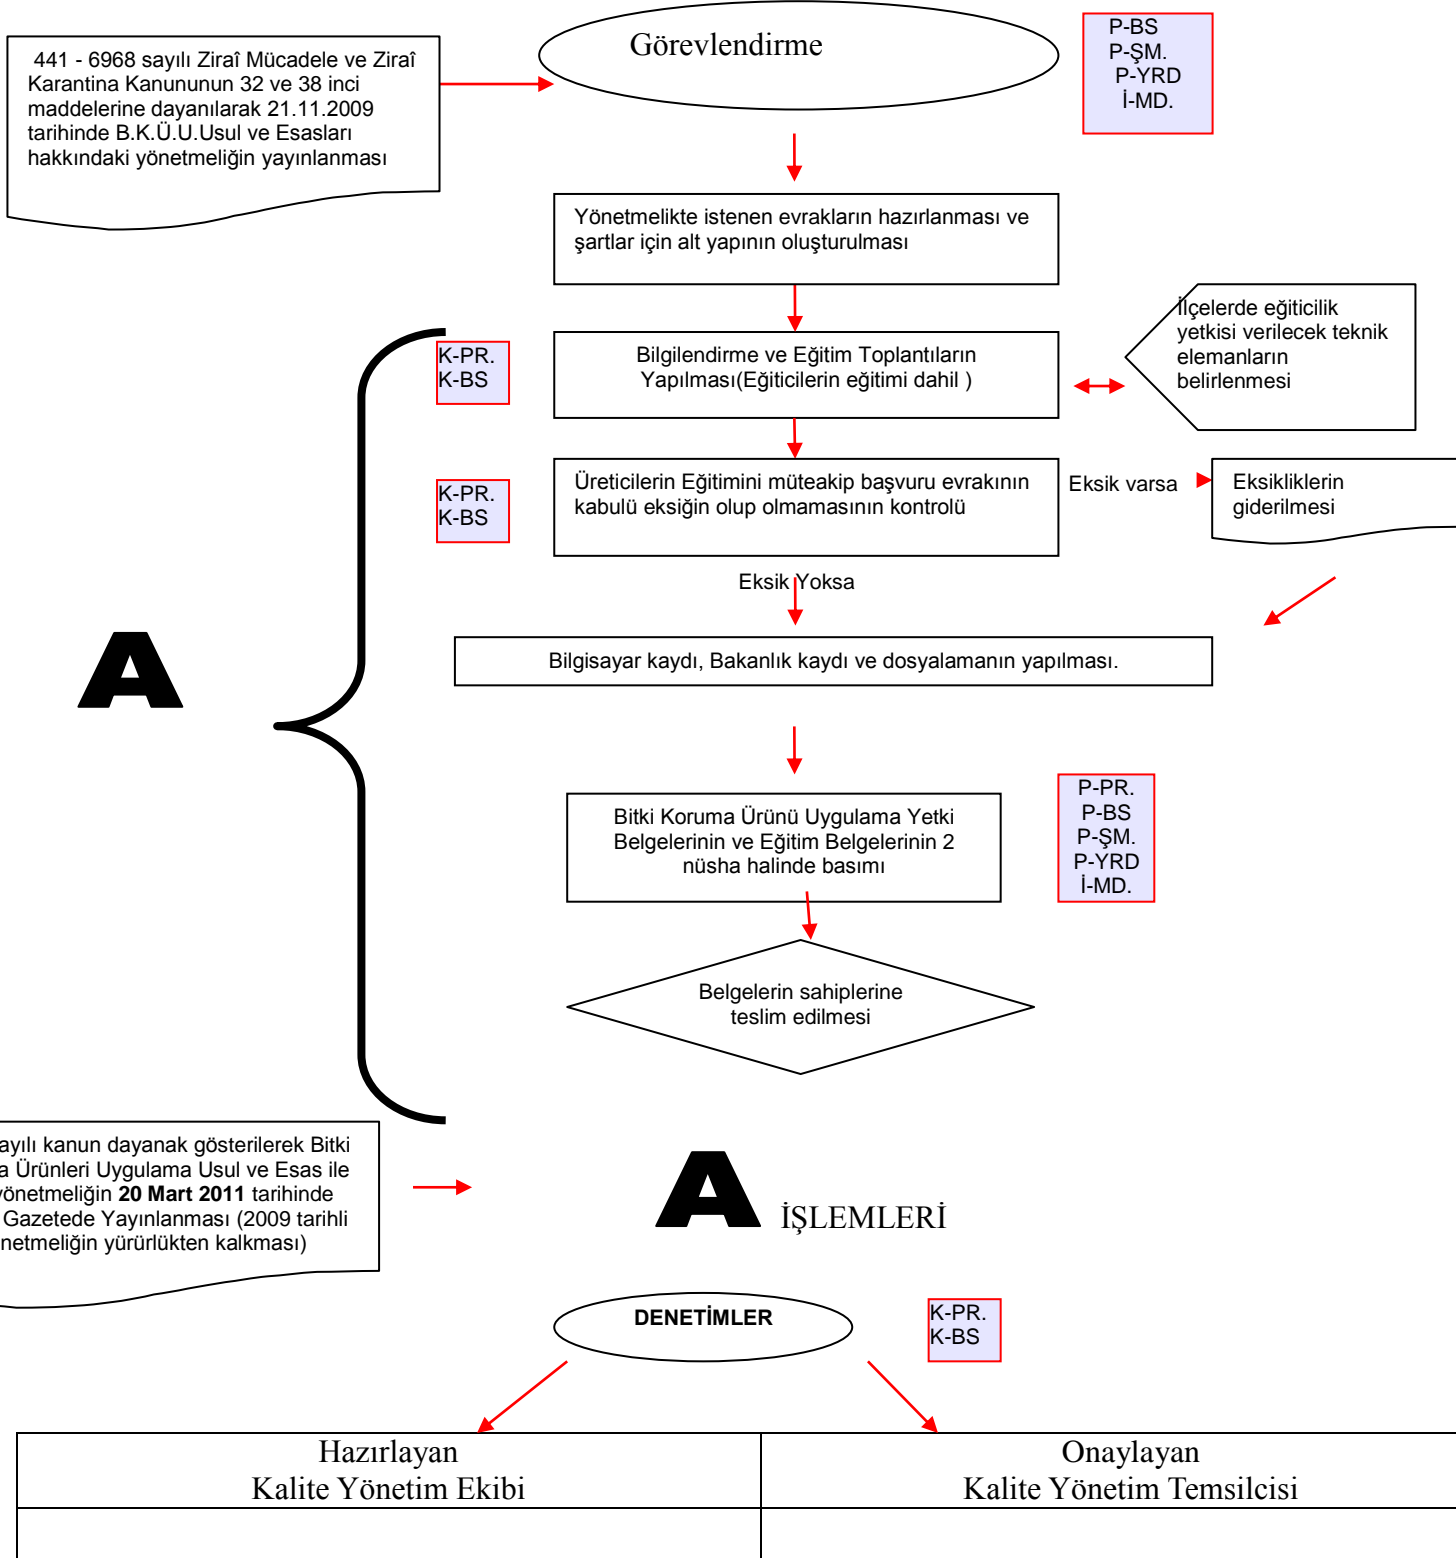 Görevlendirme
P-BS
P-ŞM.
P-YRD
İ-MD.
441 - 6968 sayılı Ziraî Mücadele ve Ziraî
Karantina Kanununun 32 ve 38 inci
maddelerine dayanılarak 21.11.2009
tarihinde B.K.Ü.U.Usul ve Esasları
hakkındaki yönetmeliğin yayınlanması
Yönetmelikte istenen evrakların hazırlanması ve
şartlar için alt yapının oluşturulması
K-PR.
K-BS
Bilgilendirme ve Eğitim Toplantıların
Yapılması(Eğiticilerin eğitimi dahil )
İlçelerde eğiticilik
yetkisi verilecek teknik
elemanların
belirlenmesi
K-PR.
K-BS
Üreticilerin Eğitimini müteakip başvuru evrakının
kabulü eksiğin olup olmamasının kontrolü
Eksik varsa
Eksikliklerin
giderilmesi
Eksik Yoksa
A
Bilgisayar kaydı, Bakanlık kaydı ve dosyalamanın yapılması.
Bitki Koruma Ürünü Uygulama Yetki
Belgelerinin ve Eğitim Belgelerinin 2
nüsha halinde basımı
P-PR.
P-BS
P-ŞM.
P-YRD
İ-MD.
Belgelerin sahiplerine
teslim edilmesi
ayılı kanun dayanak gösterilerek Bitki
a Ürünleri Uygulama Usul ve Esas ile
yönetmeliğin 20 Mart 2011 tarihinde
Gazetede Yayınlanması (2009 tarihli
netmeliğin yürürlükten kalkması)
A İŞLEMLERİ
DENETİMLER
K-PR.
K-BS
Hazırlayan
Kalite Yönetim Ekibi
Onaylayan
Kalite Yönetim Temsilcisi